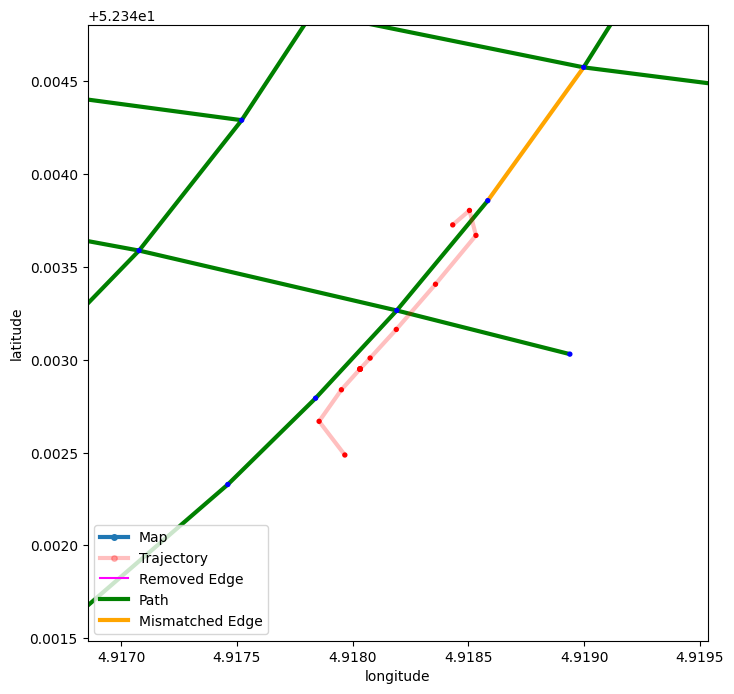 +5.234e1
0.0045
0.0040
0.0035
0.0030
0.0025
0.0020
0.0015
latitude
Map
Trajectory
Removed Edge
Path
Mismatched Edge
4.9170 4.9175 4.9180 4.9185 4.9190 4.9195
longitude